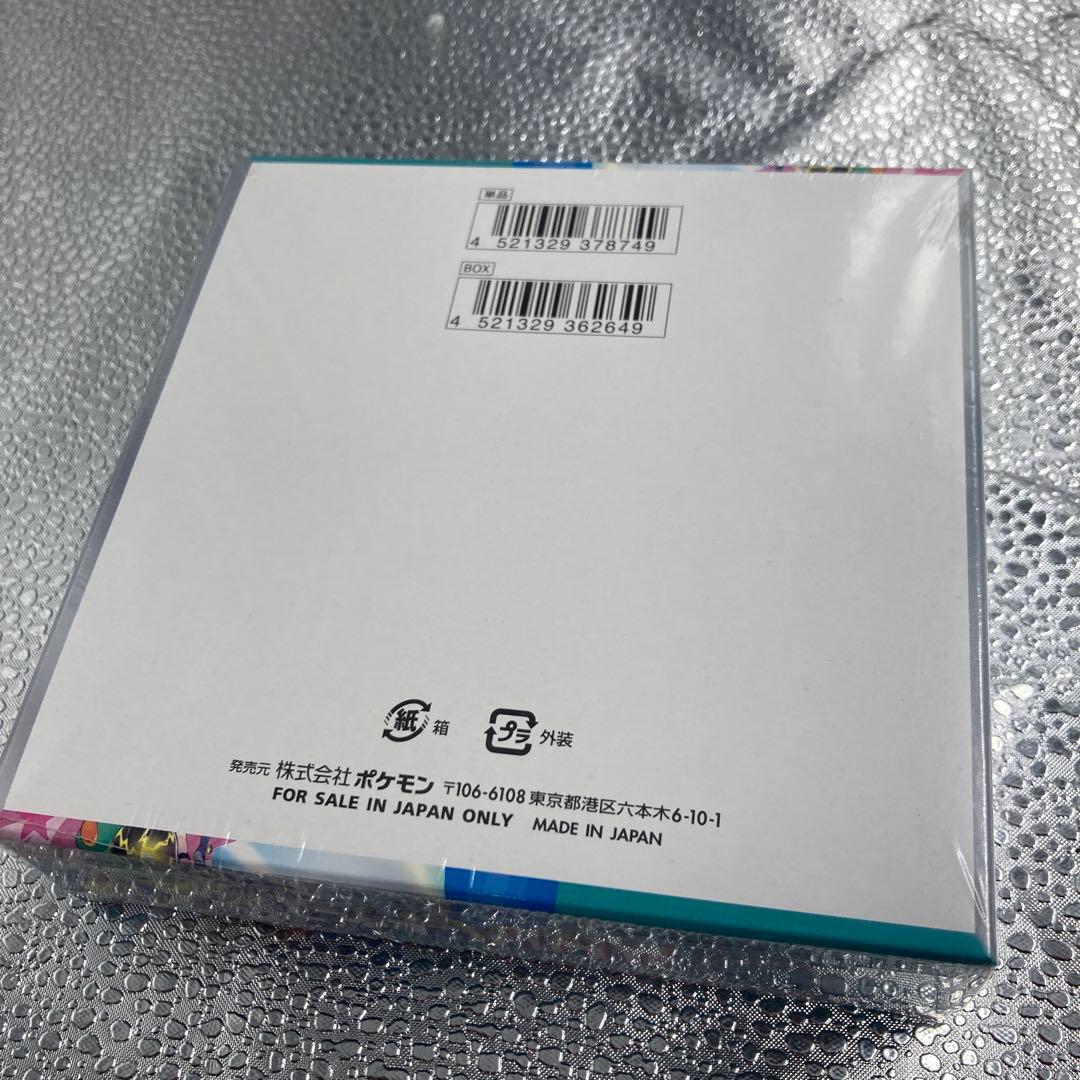 単品
4 521329 378749
BOX
4 521329 362649
紙 箱 プラ 外装
発売元 株式会社 ポケモン 〒106-6108 東京都港区六本木6-10-1
FOR SALE IN JAPAN ONLY MADE IN JAPAN